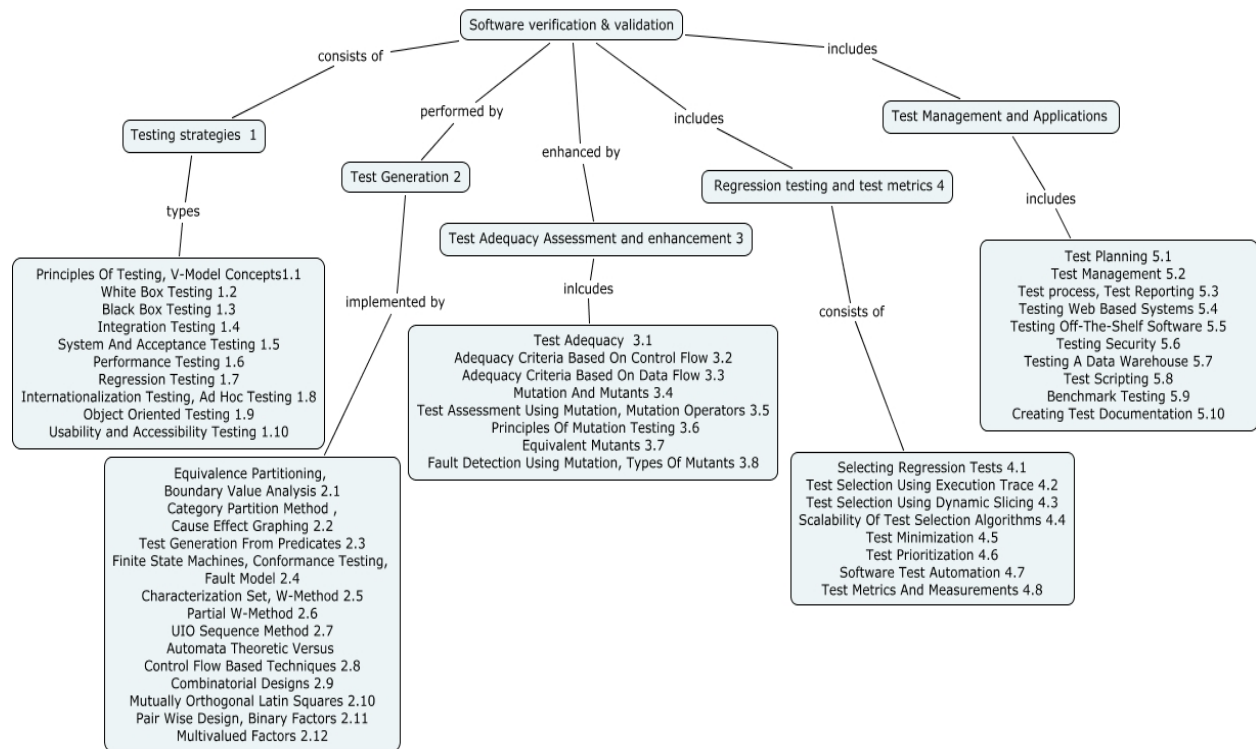 Software verification & validation
consists of
performed by
enhanced by
includes
includes
Testing strategies  1
Test Generation 2
Test Adequacy Assessment and enhancement 3
Regression testing and test metrics 4
Test Management and Applications
types
implemented by
inlcudes
consists of
includes
Principles Of Testing, V-Model Concepts1.1
White Box Testing 1.2
Black Box Testing 1.3
Integration Testing 1.4
System And Acceptance Testing 1.5
Performance Testing 1.6
Regression Testing 1.7
Internationalization Testing, Ad Hoc Testing 1.8
Object Oriented Testing 1.9
Usability and Accessibility Testing 1.10
Equivalence Partitioning,
Boundary Value Analysis 2.1
Category Partition Method ,
Cause Effect Graphing 2.2
Test Generation From Predicates 2.3
Finite State Machines, Conformance Testing,
Fault Model 2.4
Characterization Set, W-Method 2.5
Partial W-Method 2.6
UIO Sequence Method 2.7
Automata Theoretic Versus
Control Flow Based Techniques 2.8
Combinatorial Designs 2.9
Mutually Orthogonal Latin Squares 2.10
Pair Wise Design, Binary Factors 2.11
Multivalued Factors 2.12
Test Adequacy  3.1
Adequacy Criteria Based On Control Flow 3.2
Adequacy Criteria Based On Data Flow 3.3
Mutation And Mutants 3.4
Test Assessment Using Mutation, Mutation Operators 3.5
Principles Of Mutation Testing 3.6
Equivalent Mutants 3.7
Fault Detection Using Mutation, Types Of Mutants 3.8
Selecting Regression Tests 4.1
Test Selection Using Execution Trace 4.2
Test Selection Using Dynamic Slicing 4.3
Scalability Of Test Selection Algorithms 4.4
Test Minimization 4.5
Test Prioritization 4.6
Software Test Automation 4.7
Test Metrics And Measurements 4.8
Test Planning 5.1
Test Management 5.2
Test process, Test Reporting 5.3
Testing Web Based Systems 5.4
Testing Off-The-Shelf Software 5.5
Testing Security 5.6
Testing A Data Warehouse 5.7
Test Scripting 5.8
Benchmark Testing 5.9
Creating Test Documentation 5.10